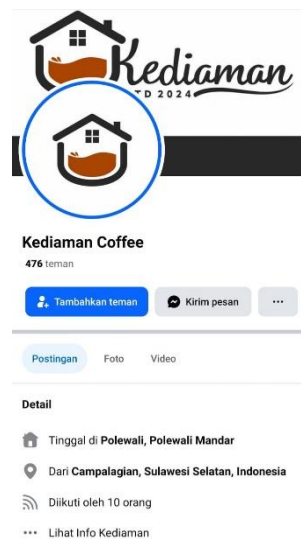 Kediaman
TD 2024
Kediaman Coffee
476 teman
Tambahkan teman
Kirim pesan
Postingan
Foto
Video
Detail
Tinggal di Polewali, Polewali Mandar
Dari Campalagian, Sulawesi Selatan, Indonesia
Diikuti oleh 10 orang
Lihat Info Kediaman